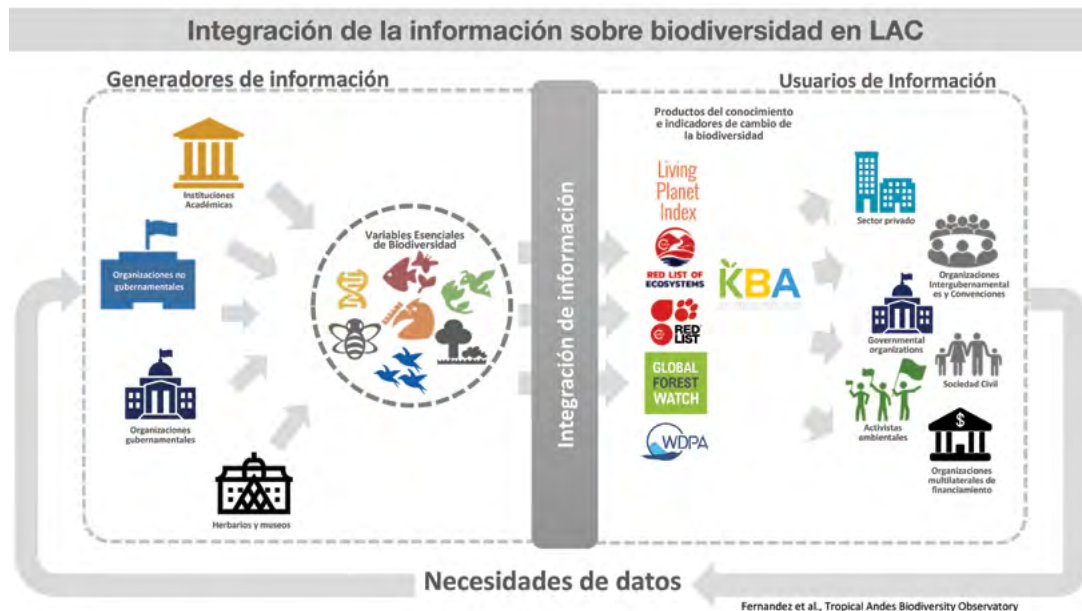 Integración de la información sobre biodiversidad en LAC
Generadores de información
Usuarios de Información
Instituciones
Académicas
Organizaciones no
gubernamentales
Organizaciones
gubernamentales
Herbarios y museos
Variables Esenciales
de Biodiversidad
Integración de información
Productos del conocimiento
e indicadores de cambio de
la biodiversidad
Living
Planet
Index
RED LIST OF
ECOSYSTEMS
KBA
RED
LIST
GLOBAL
FOREST
WATCH
WDPA
Sector privado
Organizaciones
Intergubernamental
es y Convenciones
Governmental
organizations
Sociedad Civil
Activistas
ambientales
$
Organizaciones
multilaterales de
financiamiento
Necesidades de datos
Fernandez et al., Tropical Andes Biodiversity Observatory